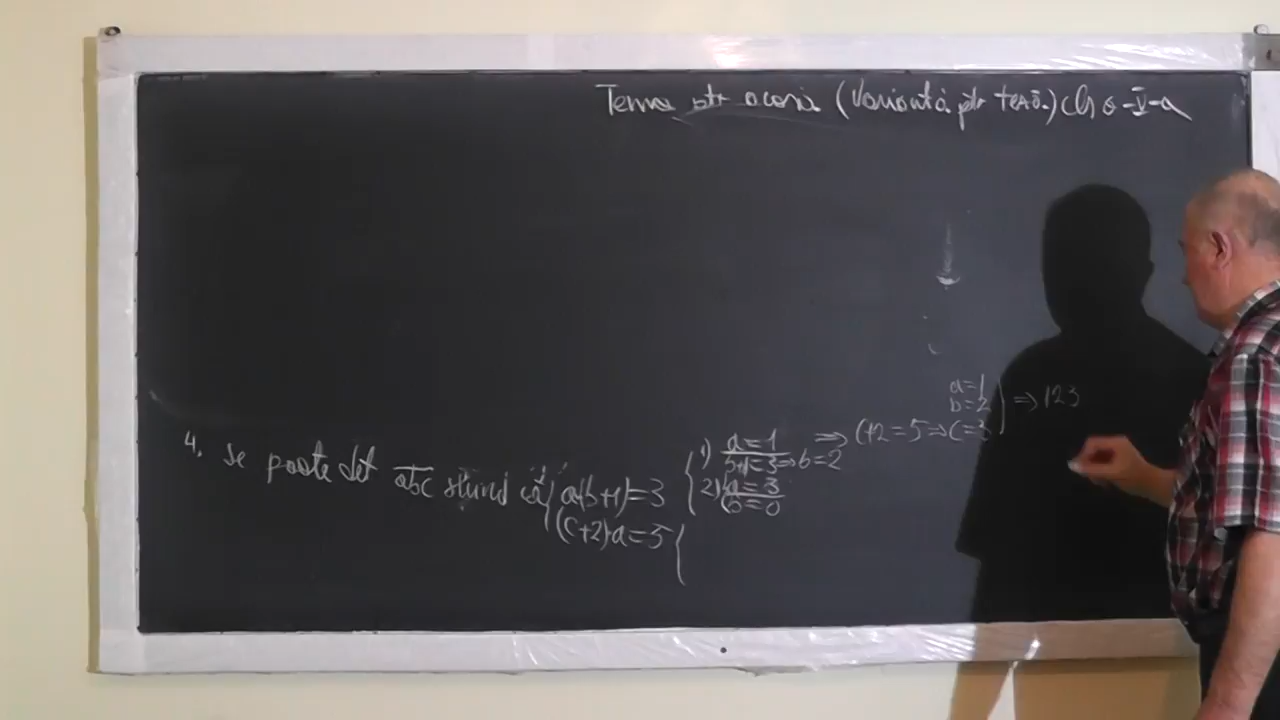 Tema ptr acasă (Varianta ptr teză.) cls a-V-a
4. se poate det abc știind că a(b+1)=3
(c+2)·a=5
1) a=1
b+1=3⇒b=2
2) a=3
b=0
⇒ c+2=5⇒c=3
a=1
b=2
⇒ 123